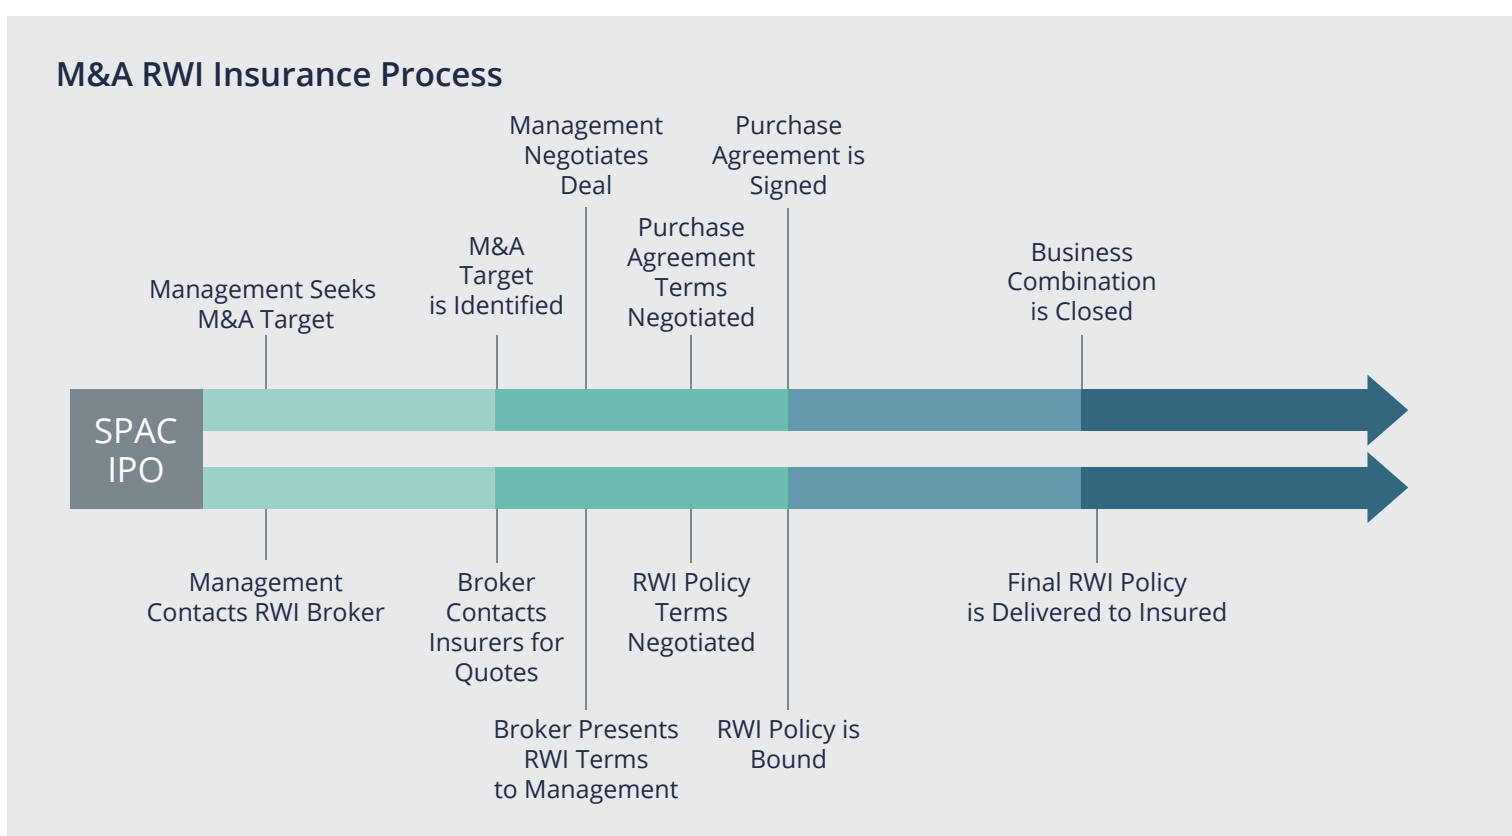 M&A RWI Insurance Process
Management
Negotiates
Deal
Purchase
Agreement is
Signed
Management Seeks
M&A Target
M&A
Target
is Identified
Purchase
Agreement
Terms
Negotiated
Business
Combination
is Closed
SPAC
IPO
Management
Contacts RWI Broker
Broker
Contacts
Insurers for
Quotes
RWI Policy
Terms
Negotiated
Final RWI Policy
is Delivered to Insured
Broker Presents
RWI Terms
to Management
RWI Policy is
Bound